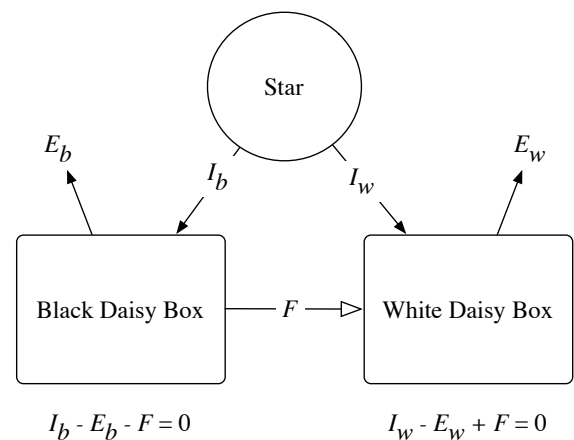 Star
E_b
E_w
I_b
I_w
Black Daisy Box
F
White Daisy Box
I_b - E_b - F = 0
I_w - E_w + F = 0